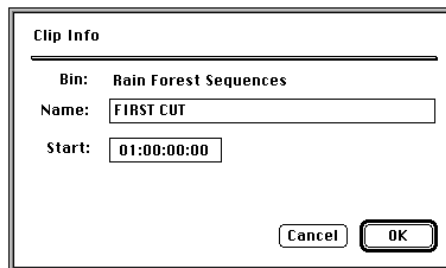 Clip Info
Bin: Rain Forest Sequences
Name: FIRST CUT
Start: 01:00:00:00
Cancel OK